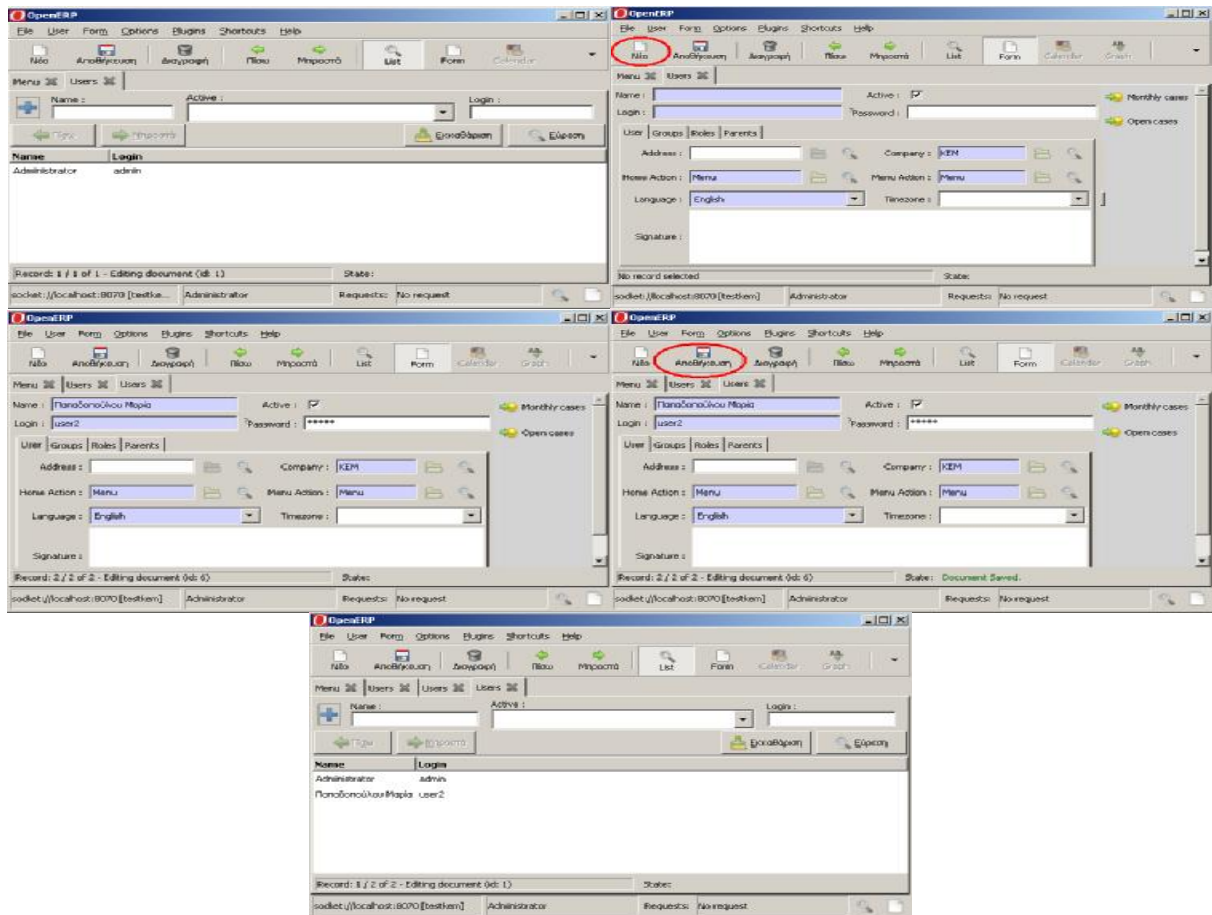 OpenERP
File User Form Options Plugins Shortcuts Help
Νέο Αποθήκευση Διαγραφή Πίσω Μπροστά List Form Calendar
Menu Users
Name : Active : Login :
Πίσω Μπροστά Εκκαθάριση Εύρεση
Name Login
Administrator admin
Record: 1 / 1 of 1 - Editing document (id: 1) State:
socket://localhost:8070 [testke... Administrator Requests: No request
OpenERP
File User Form Options Plugins Shortcuts Help
Νέο Αποθήκευση Διαγραφή Πίσω Μπροστά List Form Calendar Graph
Menu Users
Name : Active : Monthly cases
Login : Password : Open cases
User Groups Roles Parents
Address : Company : KEM
Home Action : Menu Menu Action : Menu
Language : English Timezone :
Signature :
No record selected State:
socket://localhost:8070 [testkem] Administrator Requests: No request
OpenERP
File User Form Options Plugins Shortcuts Help
Νέο Αποθήκευση Διαγραφή Πίσω Μπροστά List Form Calendar Graph
Menu Users Users
Name : Παπαδοπούλου Μαρία Active : Monthly cases
Login : user2 Password : ***** Open cases
User Groups Roles Parents
Address : Company : KEM
Home Action : Menu Menu Action : Menu
Language : English Timezone :
Signature :
Record: 2 / 2 of 2 - Editing document (id: 6) State:
socket://localhost:8070 [testkem] Administrator Requests: No request
OpenERP
File User Form Options Plugins Shortcuts Help
Νέο Αποθήκευση Διαγραφή Πίσω Μπροστά List Form Calendar Graph
Menu Users Users
Name : Παπαδοπούλου Μαρία Active : Monthly cases
Login : user2 Password : ***** Open cases
User Groups Roles Parents
Address : Company : KEM
Home Action : Menu Menu Action : Menu
Language : English Timezone :
Signature :
Record: 2 / 2 of 2 - Editing document (id: 6) State: Document Saved.
socket://localhost:8070 [testkem] Administrator Requests: No request
OpenERP
File User Form Options Plugins Shortcuts Help
Νέο Αποθήκευση Διαγραφή Πίσω Μπροστά List Form Calendar Graph
Menu Users Users Users
Name : Active : Login :
Πίσω Μπροστά Εκκαθάριση Εύρεση
Name Login
Administrator admin
Παπαδοπούλου Μαρία user2
Record: 1 / 2 of 2 - Editing document (id: 1) State:
socket://localhost:8070 [testkem] Administrator Requests: No request